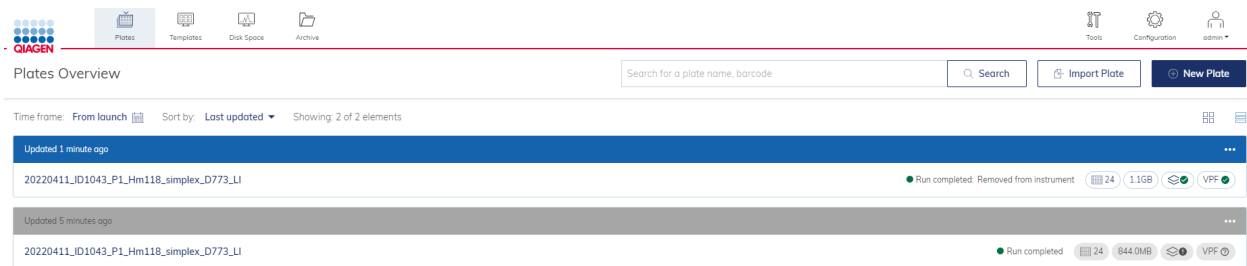 Plates Templates Disk Space Archive Tools Configuration admin
QIAGEN
Plates Overview Search for a plate name, barcode Search Import Plate New Plate
Time frame: From launch Sort by: Last updated Showing: 2 of 2 elements
Updated 1 minute ago
20220411_ID1043_P1_Hm118_simplex_D773_LI Run completed: Removed from instrument 24 1.1GB VPF
Updated 5 minutes ago
20220411_ID1043_P1_Hm118_simplex_D773_LI Run completed 24 844.0MB VPF